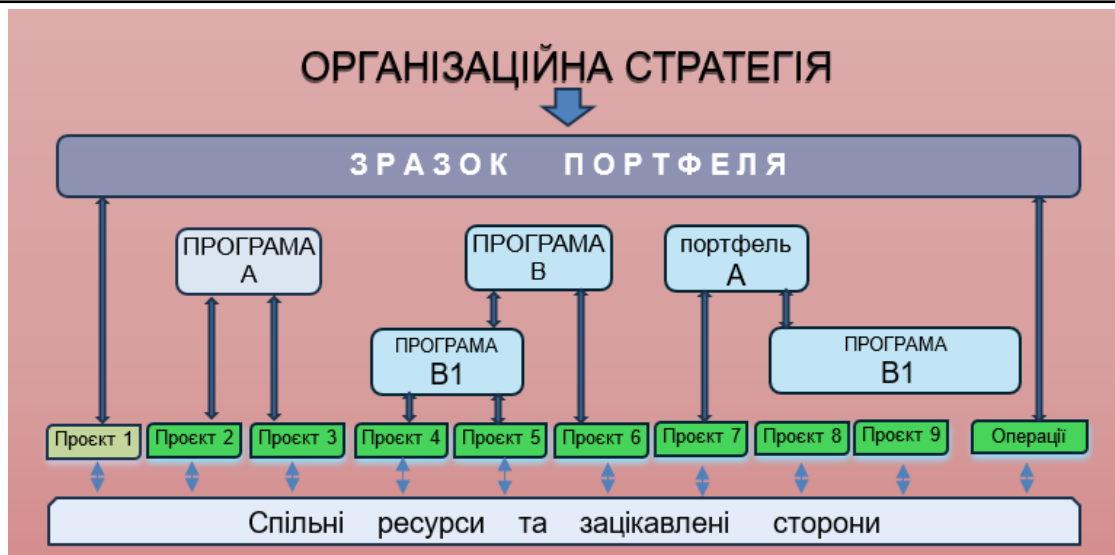 ОРГАНІЗАЦІЙНА СТРАТЕГІЯ
ЗРАЗОК ПОРТФЕЛЯ
ПРОГРАМА
А
ПРОГРАМА
В
портфель
А
ПРОГРАМА
В1
ПРОГРАМА
В1
Проєкт 1
Проєкт 2
Проєкт 3
Проєкт 4
Проєкт 5
Проєкт 6
Проєкт 7
Проєкт 8
Проєкт 9
Операції
Спільні ресурси та зацікавлені сторони